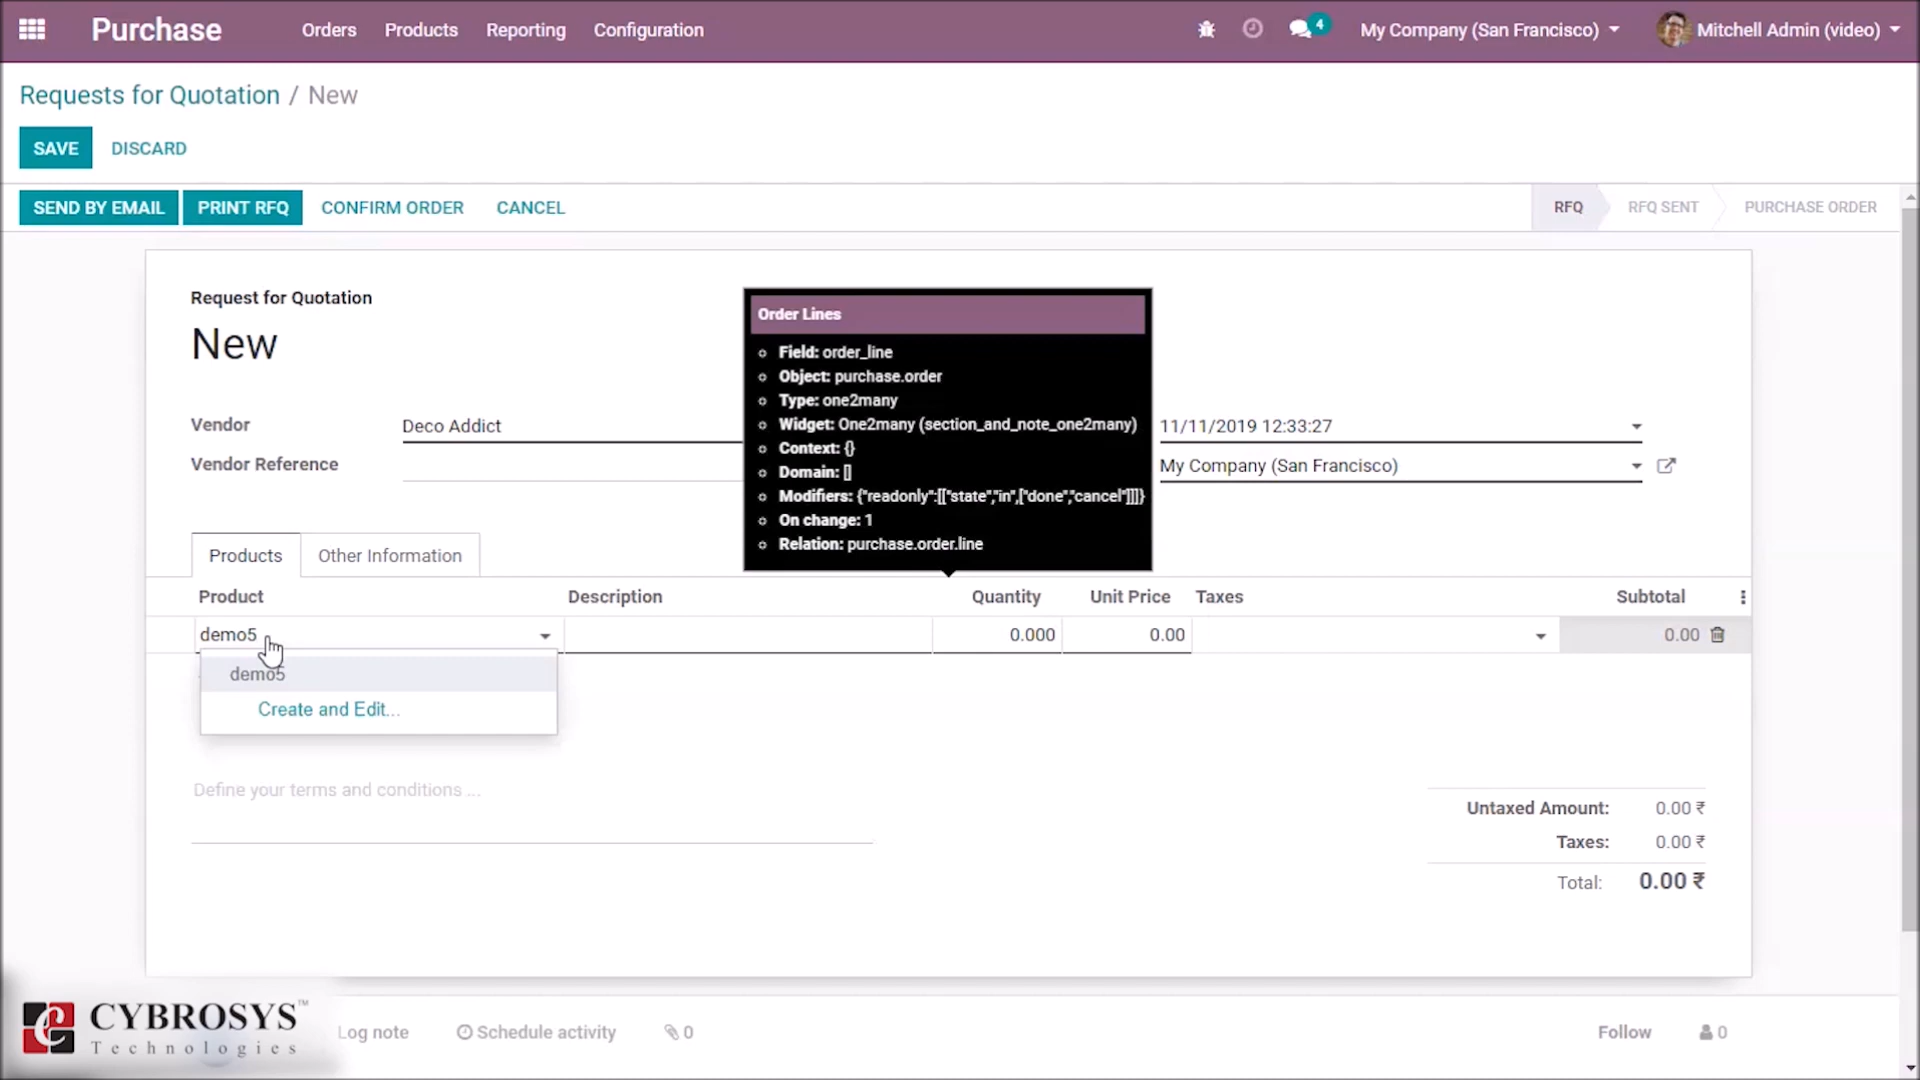 Purchase Orders Products Reporting Configuration 4 My Company (San Francisco) Mitchell Admin (video)
Requests for Quotation / New
SAVE DISCARD
SEND BY EMAIL PRINT RFQ CONFIRM ORDER CANCEL RFQ RFQ SENT PURCHASE ORDER
Request for Quotation
New
Order Lines
Field: order_line
Object: purchase.order
Type: one2many
Widget: One2many (section_and_note_one2many)
Context: {}
Domain: []
Modifiers: {"readonly":[["state","in",["done","cancel"]]]}
On change: 1
Relation: purchase.order.line
Vendor Deco Addict 11/11/2019 12:33:27
Vendor Reference My Company (San Francisco)
Products Other Information
Product Description Quantity Unit Price Taxes Subtotal
demo5 0.000 0.00 0.00
demo5
Create and Edit...
Define your terms and conditions ...
Untaxed Amount: 0.00 ₹
Taxes: 0.00 ₹
Total: 0.00 ₹
CYBROSYS™
Technologies
Log note Schedule activity 0 Follow 0